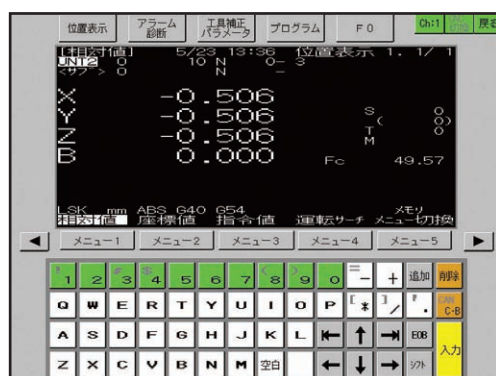 位置表示 アラーム診断 工具補正パラメータ プログラム F0 Ch:1 戻る
[相対値] 5/23 13:36 位置表示 1. 1/ 1
UNT2 0 10 N 0- 3
<サブ> 0 N -
X -0.506
Y -0.506 S 0
( 0)
Z -0.506 T 0
M
B 0.000 Fc 49.57
LSK mm ABS G40 G54 メモリ
相対値 座標値 指令値 運転サーチ メニュー切換
◀ メニュー1 メニュー2 メニュー3 メニュー4 メニュー5 ▶
! 1 2 # 3 $ 4 5 6 7 ( 8 ) 9 0 = - + 追加 削除
Q W E R T Y U I O P [ * ] / . CAN C·B
A S D F G H J K L ⇤ ↑ ⇥ EOB 入力
Z X C V B N M 空白 ← ↓ → シフト